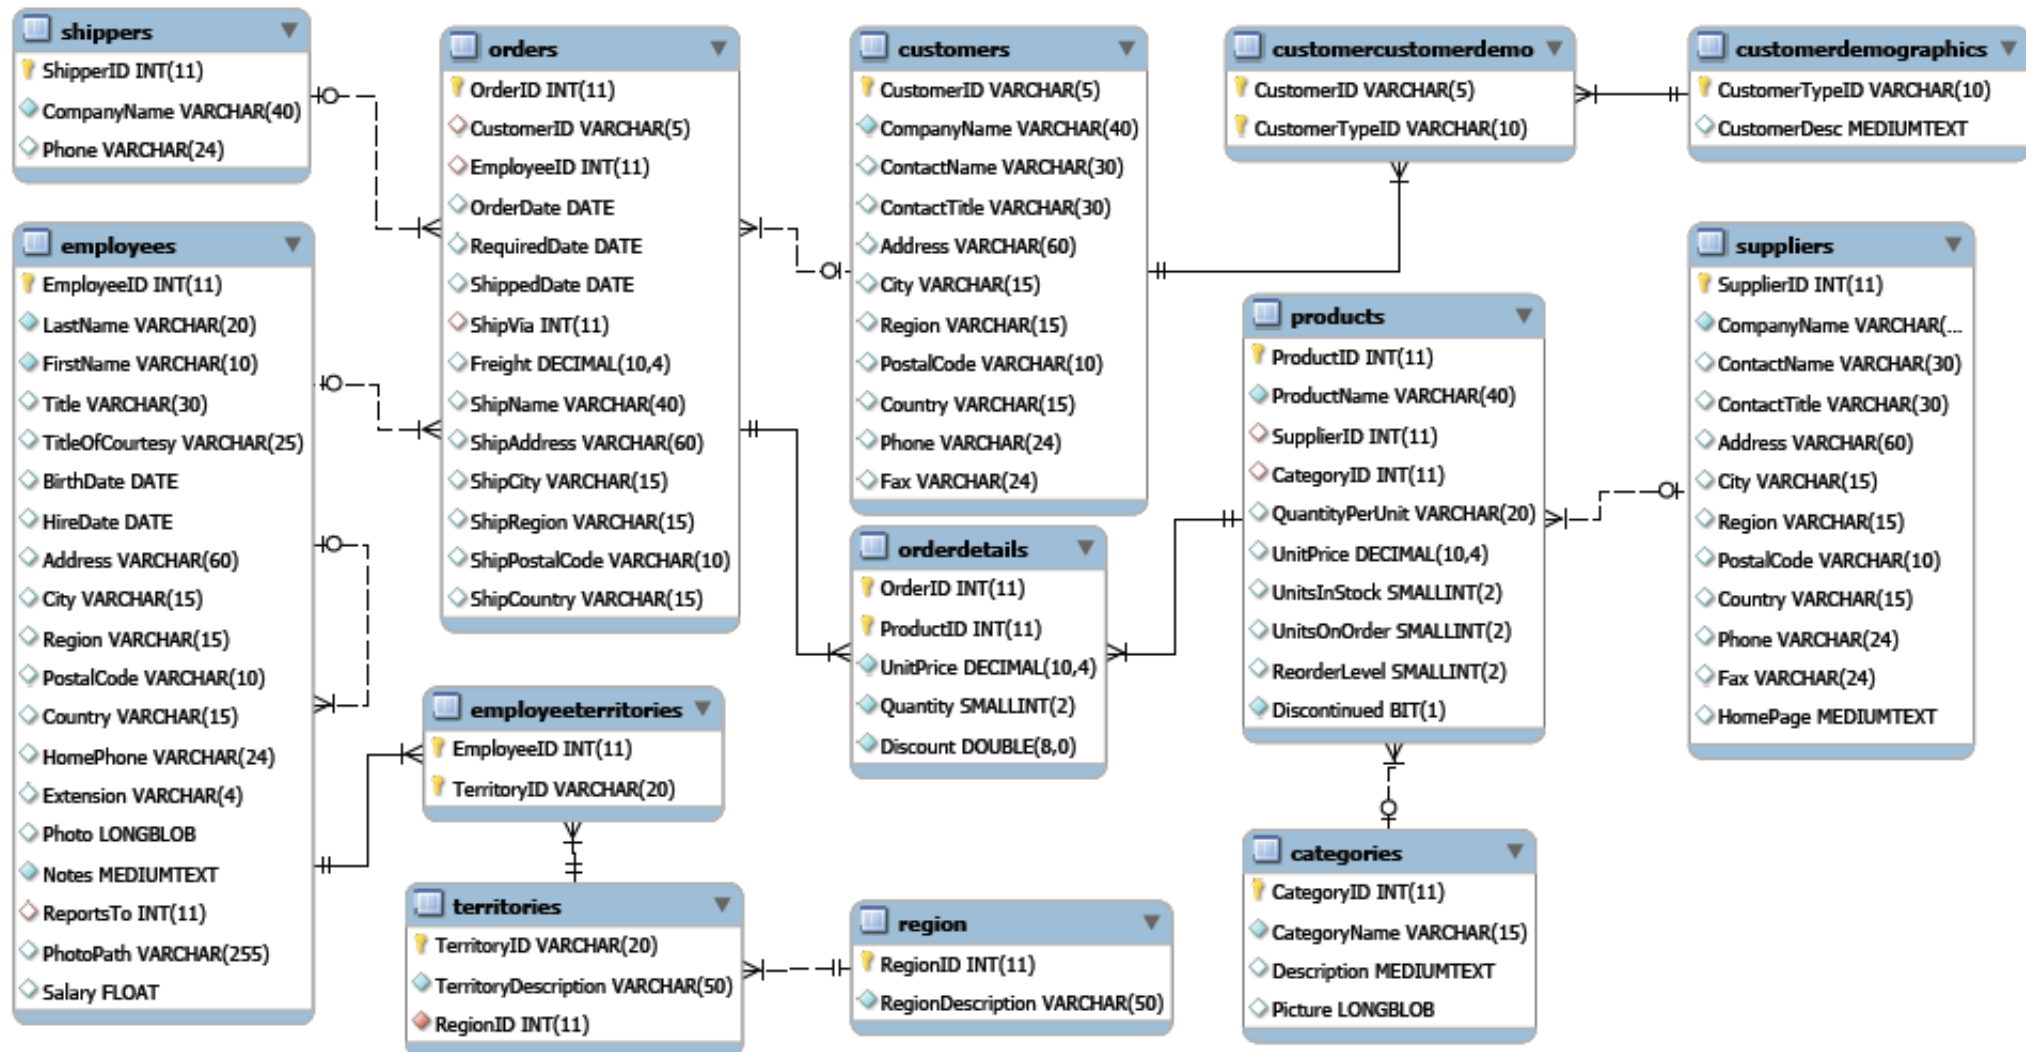 shippers
ShipperID INT(11)
CompanyName VARCHAR(40)
Phone VARCHAR(24)
employees
EmployeeID INT(11)
LastName VARCHAR(20)
FirstName VARCHAR(10)
Title VARCHAR(30)
TitleOfCourtesy VARCHAR(25)
BirthDate DATE
HireDate DATE
Address VARCHAR(60)
City VARCHAR(15)
Region VARCHAR(15)
PostalCode VARCHAR(10)
Country VARCHAR(15)
HomePhone VARCHAR(24)
Extension VARCHAR(4)
Photo LONGBLOB
Notes MEDIUMTEXT
ReportsTo INT(11)
PhotoPath VARCHAR(255)
Salary FLOAT
orders
OrderID INT(11)
CustomerID VARCHAR(5)
EmployeeID INT(11)
OrderDate DATE
RequiredDate DATE
ShippedDate DATE
ShipVia INT(11)
Freight DECIMAL(10,4)
ShipName VARCHAR(40)
ShipAddress VARCHAR(60)
ShipCity VARCHAR(15)
ShipRegion VARCHAR(15)
ShipPostalCode VARCHAR(10)
ShipCountry VARCHAR(15)
employeeterritories
EmployeeID INT(11)
TerritoryID VARCHAR(20)
territories
TerritoryID VARCHAR(20)
TerritoryDescription VARCHAR(50)
RegionID INT(11)
customers
CustomerID VARCHAR(5)
CompanyName VARCHAR(40)
ContactName VARCHAR(30)
ContactTitle VARCHAR(30)
Address VARCHAR(60)
City VARCHAR(15)
Region VARCHAR(15)
PostalCode VARCHAR(10)
Country VARCHAR(15)
Phone VARCHAR(24)
Fax VARCHAR(24)
orderdetails
OrderID INT(11)
ProductID INT(11)
UnitPrice DECIMAL(10,4)
Quantity SMALLINT(2)
Discount DOUBLE(8,0)
region
RegionID INT(11)
RegionDescription VARCHAR(50)
customercustomerdemo
CustomerID VARCHAR(5)
CustomerTypeID VARCHAR(10)
products
ProductID INT(11)
ProductName VARCHAR(40)
SupplierID INT(11)
CategoryID INT(11)
QuantityPerUnit VARCHAR(20)
UnitPrice DECIMAL(10,4)
UnitsInStock SMALLINT(2)
UnitsOnOrder SMALLINT(2)
ReorderLevel SMALLINT(2)
Discontinued BIT(1)
categories
CategoryID INT(11)
CategoryName VARCHAR(15)
Description MEDIUMTEXT
Picture LONGBLOB
customerdemographics
CustomerTypeID VARCHAR(10)
CustomerDesc MEDIUMTEXT
suppliers
SupplierID INT(11)
CompanyName VARCHAR(...
ContactName VARCHAR(30)
ContactTitle VARCHAR(30)
Address VARCHAR(60)
City VARCHAR(15)
Region VARCHAR(15)
PostalCode VARCHAR(10)
Country VARCHAR(15)
Phone VARCHAR(24)
Fax VARCHAR(24)
HomePage MEDIUMTEXT